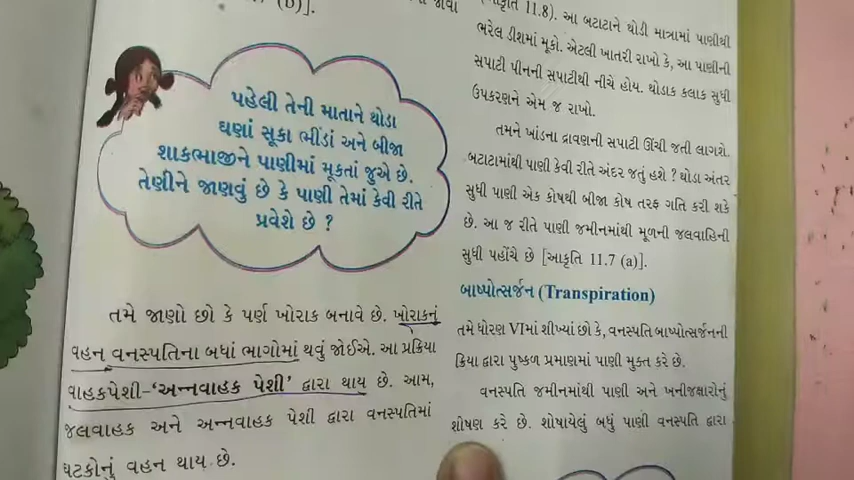 (b)].
પહેલી તેની માતાને થોડા
ઘણાં સૂકા ભીંડાં અને બીજા
શાકભાજીને પાણીમાં મૂકતાં જુએ છે.
તેણીને જાણવું છે કે પાણી તેમાં કેવી રીતે
પ્રવેશે છે ?
તમે જાણો છો કે પર્ણ ખોરાક બનાવે છે. ખોરાકનું
વહન વનસ્પતિના બધાં ભાગોમાં થવું જોઈએ. આ પ્રક્રિયા
વાહકપેશી–‘અન્નવાહક પેશી’ દ્વારા થાય છે. આમ,
જલવાહક અને અન્નવાહક પેશી દ્વારા વનસ્પતિમાં
ઘટકોનું વહન થાય છે.
11.8). આ બટાટાને થોડી માત્રામાં પાણીથી
ભરેલ ડીશમાં મૂકો. એટલી ખાતરી રાખો કે, આ પાણીની
સપાટી પીનની સપાટીથી નીચે હોય. થોડાક કલાક સુધી
ઉપકરણને એમ જ રાખો.
તમને ખાંડના દ્રાવણની સપાટી ઊંચી જતી લાગશે.
બટાટામાંથી પાણી કેવી રીતે અંદર જતું હશે ? થોડા અંતર
સુધી પાણી એક કોષથી બીજા કોષ તરફ ગતિ કરી શકે
છે. આ જ રીતે પાણી જમીનમાંથી મૂળની જલવાહિની
સુધી પહોંચે છે [આકૃતિ 11.7 (a)].
બાષ્પોત્સર્જન (Transpiration)
તમે ધોરણ VIમાં શીખ્યાં છો કે, વનસ્પતિ બાષ્પોત્સર્જનની
ક્રિયા દ્વારા પુષ્કળ પ્રમાણમાં પાણી મુક્ત કરે છે.
વનસ્પતિ જમીનમાંથી પાણી અને ખનીજક્ષારોનું
શોષણ કરે છે. શોષાયેલું બધું પાણી વનસ્પતિ દ્વારા